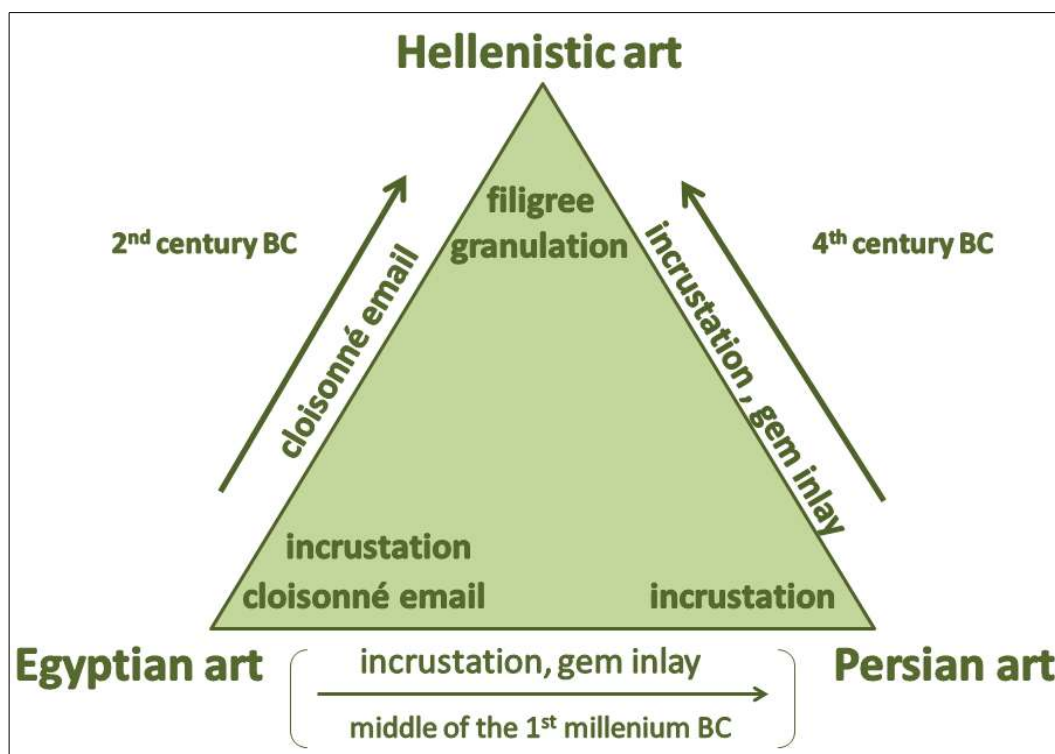 Hellenistic art
filigree
granulation
2nd century BC
cloisonné email
incrustation , gem inlay
4th century BC
incrustation
cloisonné email
incrustation
Egyptian art
incrustation, gem inlay
middle of the 1st millenium BC
Persian art